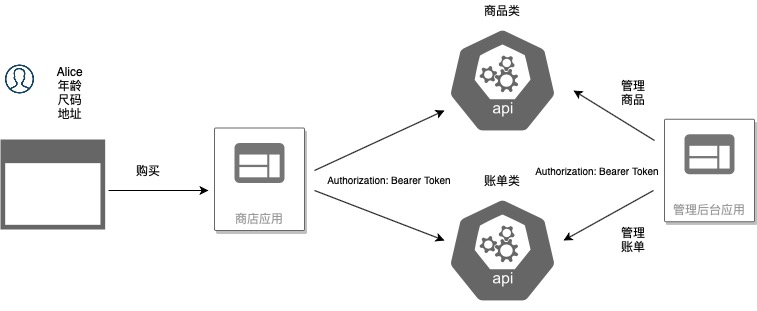 商品类
Alice
年龄
尺码
地址
api
管理
商品
购买
Authorization: Bearer Token
账单类
Authorization: Bearer Token
商店应用
管理后台应用
管理
账单
api